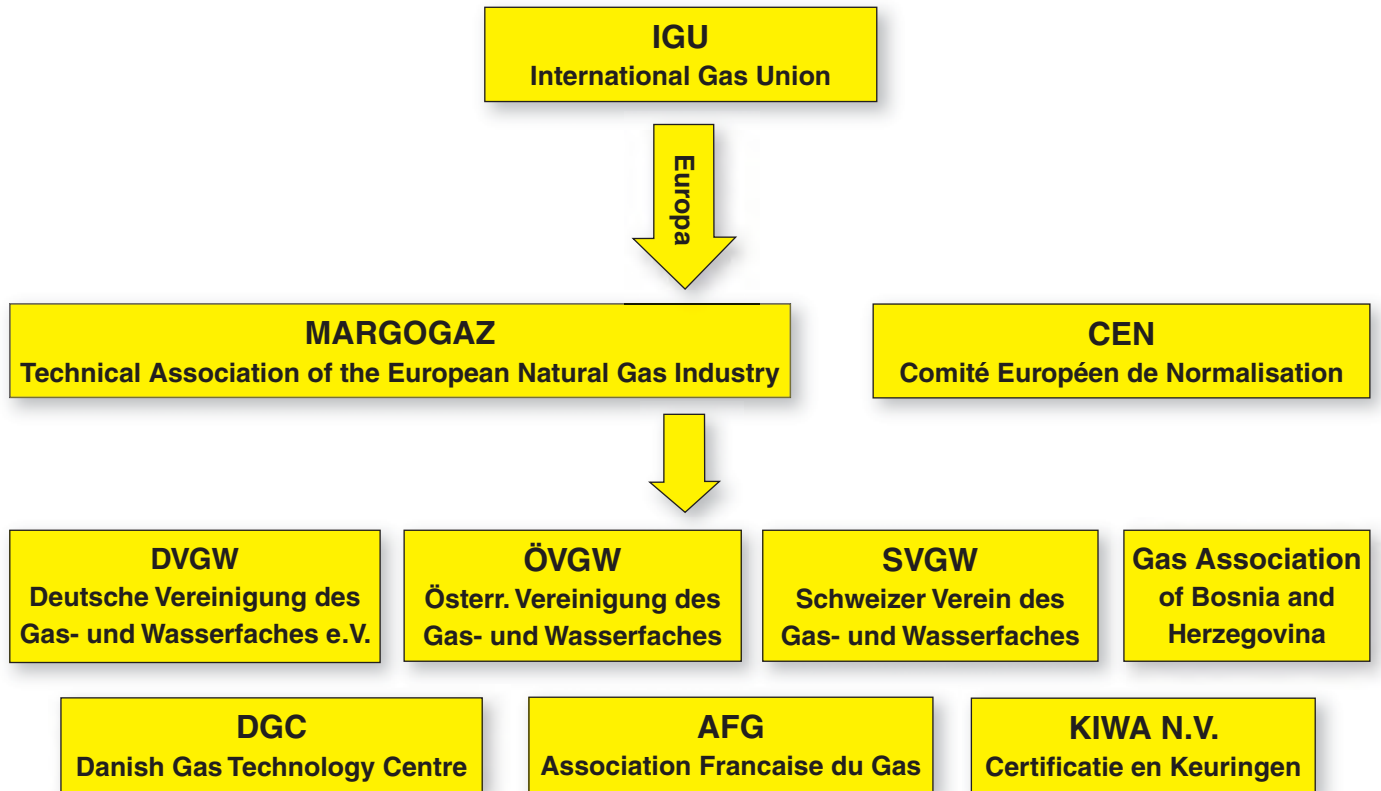 IGU
International Gas Union
Europa
MARGOGAZ
Technical Association of the European Natural Gas Industry
CEN
Comité Européen de Normalisation
DVGW
Deutsche Vereinigung des
Gas- und Wasserfaches e.V.
ÖVGW
Österr. Vereinigung des
Gas- und Wasserfaches
SVGW
Schweizer Verein des
Gas- und Wasserfaches
Gas Association
of Bosnia and
Herzegovina
DGC
Danish Gas Technology Centre
AFG
Association Francaise du Gas
KIWA N.V.
Certificatie en Keuringen